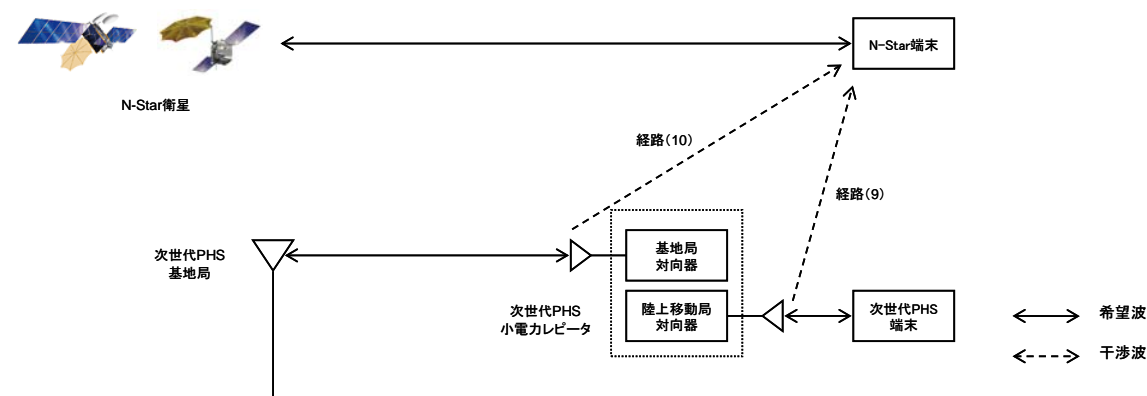 N-Star衛星
N-Star端末
経路(10)
経路(9)
次世代PHS
基地局
基地局
対向器
次世代PHS
小電力レピータ
陸上移動局
対向器
次世代PHS
端末
希望波
干渉波